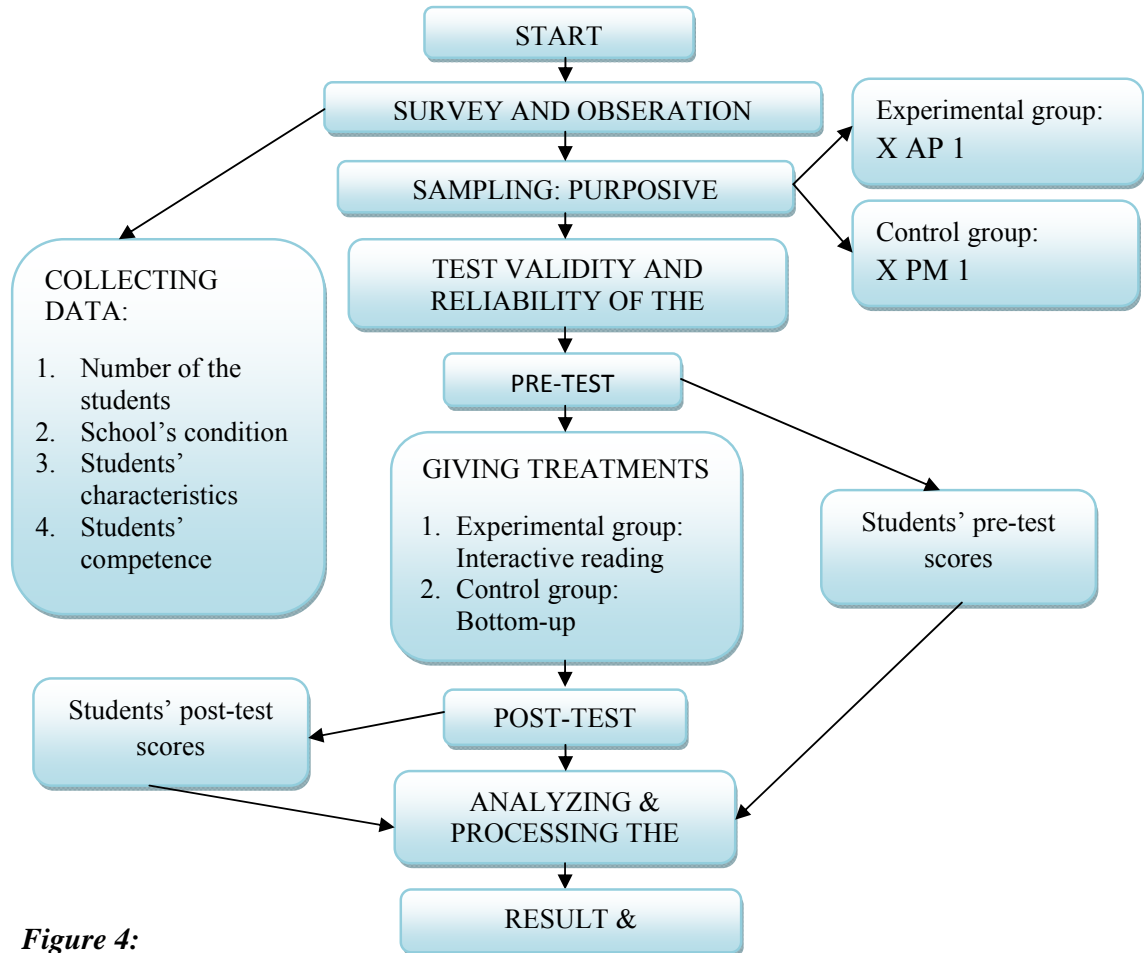 START
SURVEY AND OBSERATION
Experimental group:
X AP 1
SAMPLING: PURPOSIVE
Control group:
X PM 1
COLLECTING
DATA:
1. Number of the
students
2. School’s condition
3. Students’
characteristics
4. Students’
competence
TEST VALIDITY AND
RELIABILITY OF THE
PRE-TEST
GIVING TREATMENTS
1. Experimental group:
Interactive reading
2. Control group:
Bottom-up
Students’ pre-test
scores
Students’ post-test
scores
POST-TEST
ANALYZING &
PROCESSING THE
RESULT &
Figure 4: